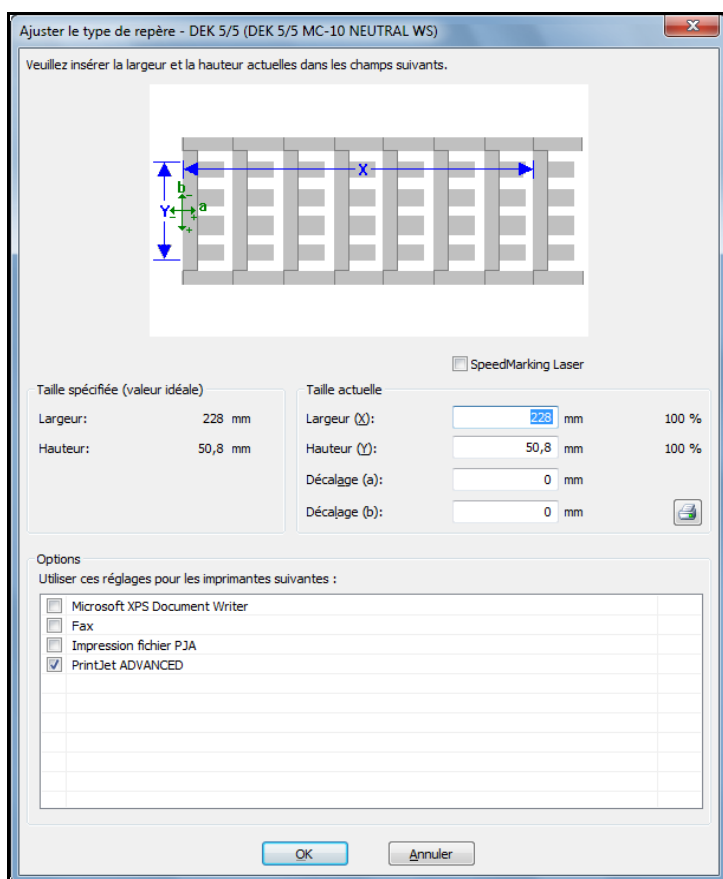 Ajuster le type de repère - DEK 5/5 (DEK 5/5 MC-10 NEUTRAL WS)
Veuillez insérer la largeur et la hauteur actuelles dans les champs suivants.
X
b
-
Y
a
-
+
+
SpeedMarking Laser
Taille spécifiée (valeur idéale)
Largeur: 228 mm
Hauteur: 50,8 mm
Taille actuelle
Largeur (X): 228 mm 100 %
Hauteur (Y): 50,8 mm 100 %
Décalage (a): 0 mm
Décalage (b): 0 mm
Options
Utiliser ces réglages pour les imprimantes suivantes :
Microsoft XPS Document Writer
Fax
Impression fichier PJA
PrintJet ADVANCED
OK Annuler